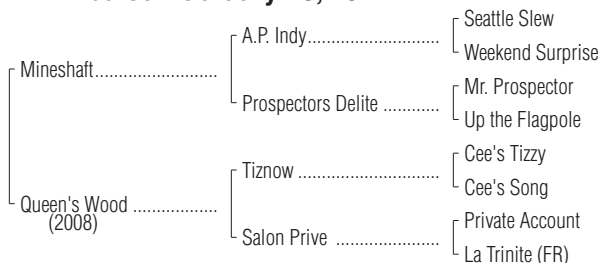 Seattle Slew
A.P. Indy
Weekend Surprise
Mineshaft
Mr. Prospector
Prospectors Delite
Up the Flagpole
Cee's Tizzy
Tiznow
Cee's Song
Queen's Wood
(2008)
Private Account
Salon Prive
La Trinite (FR)